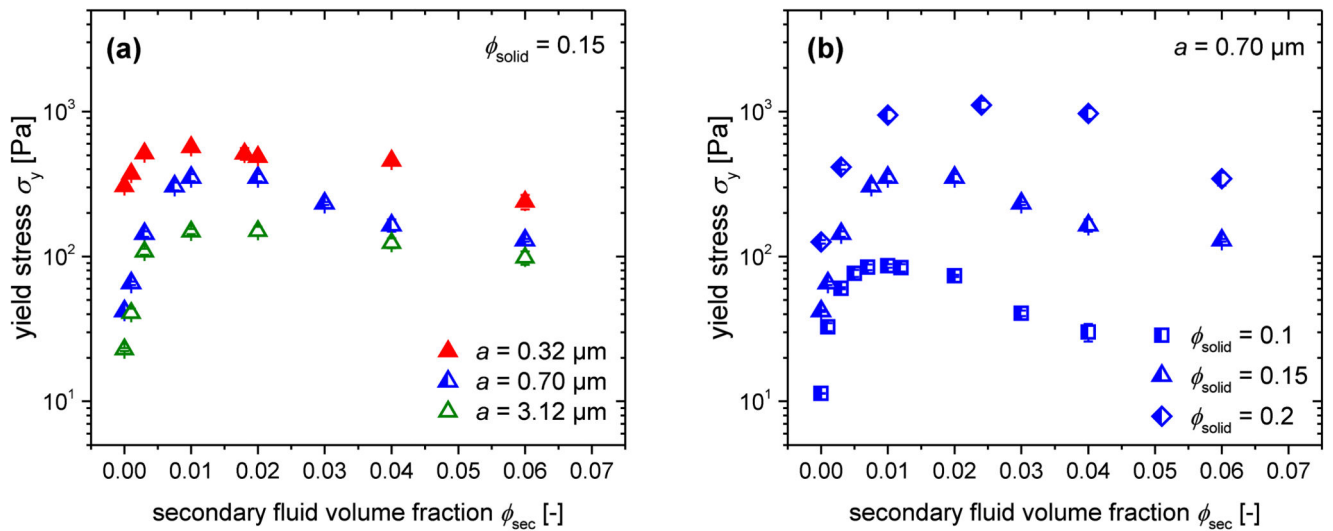 (a)
ϕsolid = 0.15
yield stress σy [Pa]
10³
10²
10¹
a = 0.32 µm
a = 0.70 µm
a = 3.12 µm
0.00 0.01 0.02 0.03 0.04 0.05 0.06 0.07
secondary fluid volume fraction ϕsec [-]
(b)
a = 0.70 µm
yield stress σy [Pa]
10³
10²
10¹
ϕsolid = 0.1
ϕsolid = 0.15
ϕsolid = 0.2
0.00 0.01 0.02 0.03 0.04 0.05 0.06 0.07
secondary fluid volume fraction ϕsec [-]